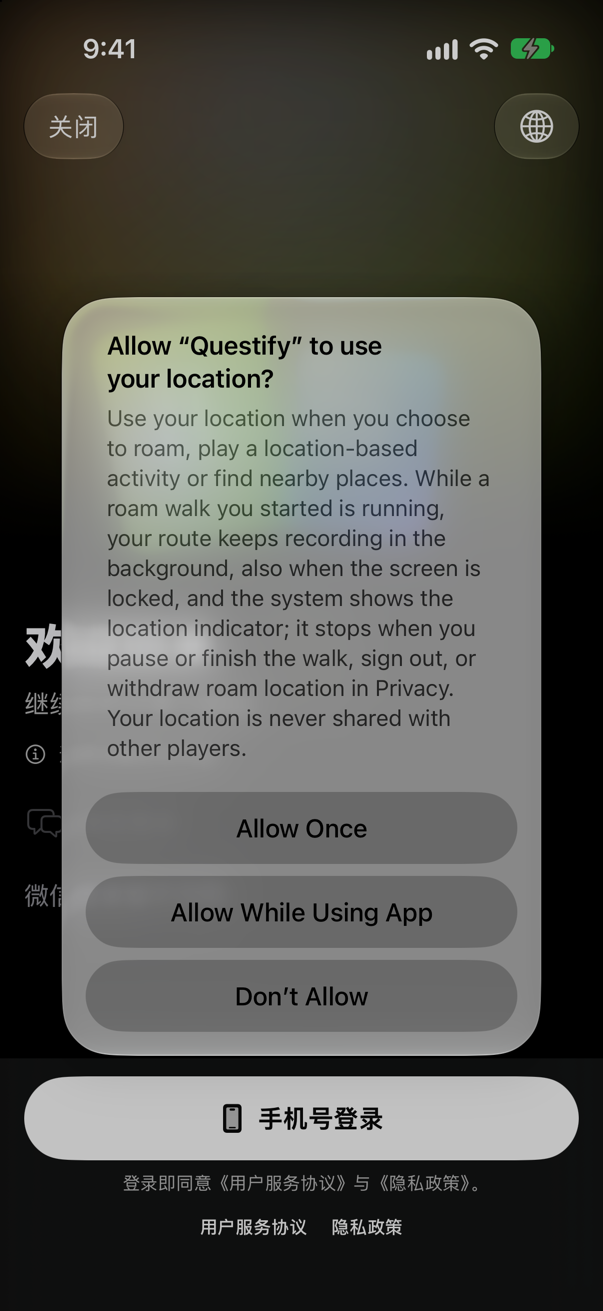 9:41
关闭
Allow “Questify” to use
your location?
Use your location when you choose
to roam, play a location-based
activity or find nearby places. While a
roam walk you started is running,
your route keeps recording in the
background, also when the screen is
locked, and the system shows the
location indicator; it stops when you
pause or finish the walk, sign out, or
withdraw roam location in Privacy.
Your location is never shared with
other players.
Allow Once
Allow While Using App
Don’t Allow
欢
继续
微信
手机号登录
登录即同意《用户服务协议》与《隐私政策》。
用户服务协议 隐私政策